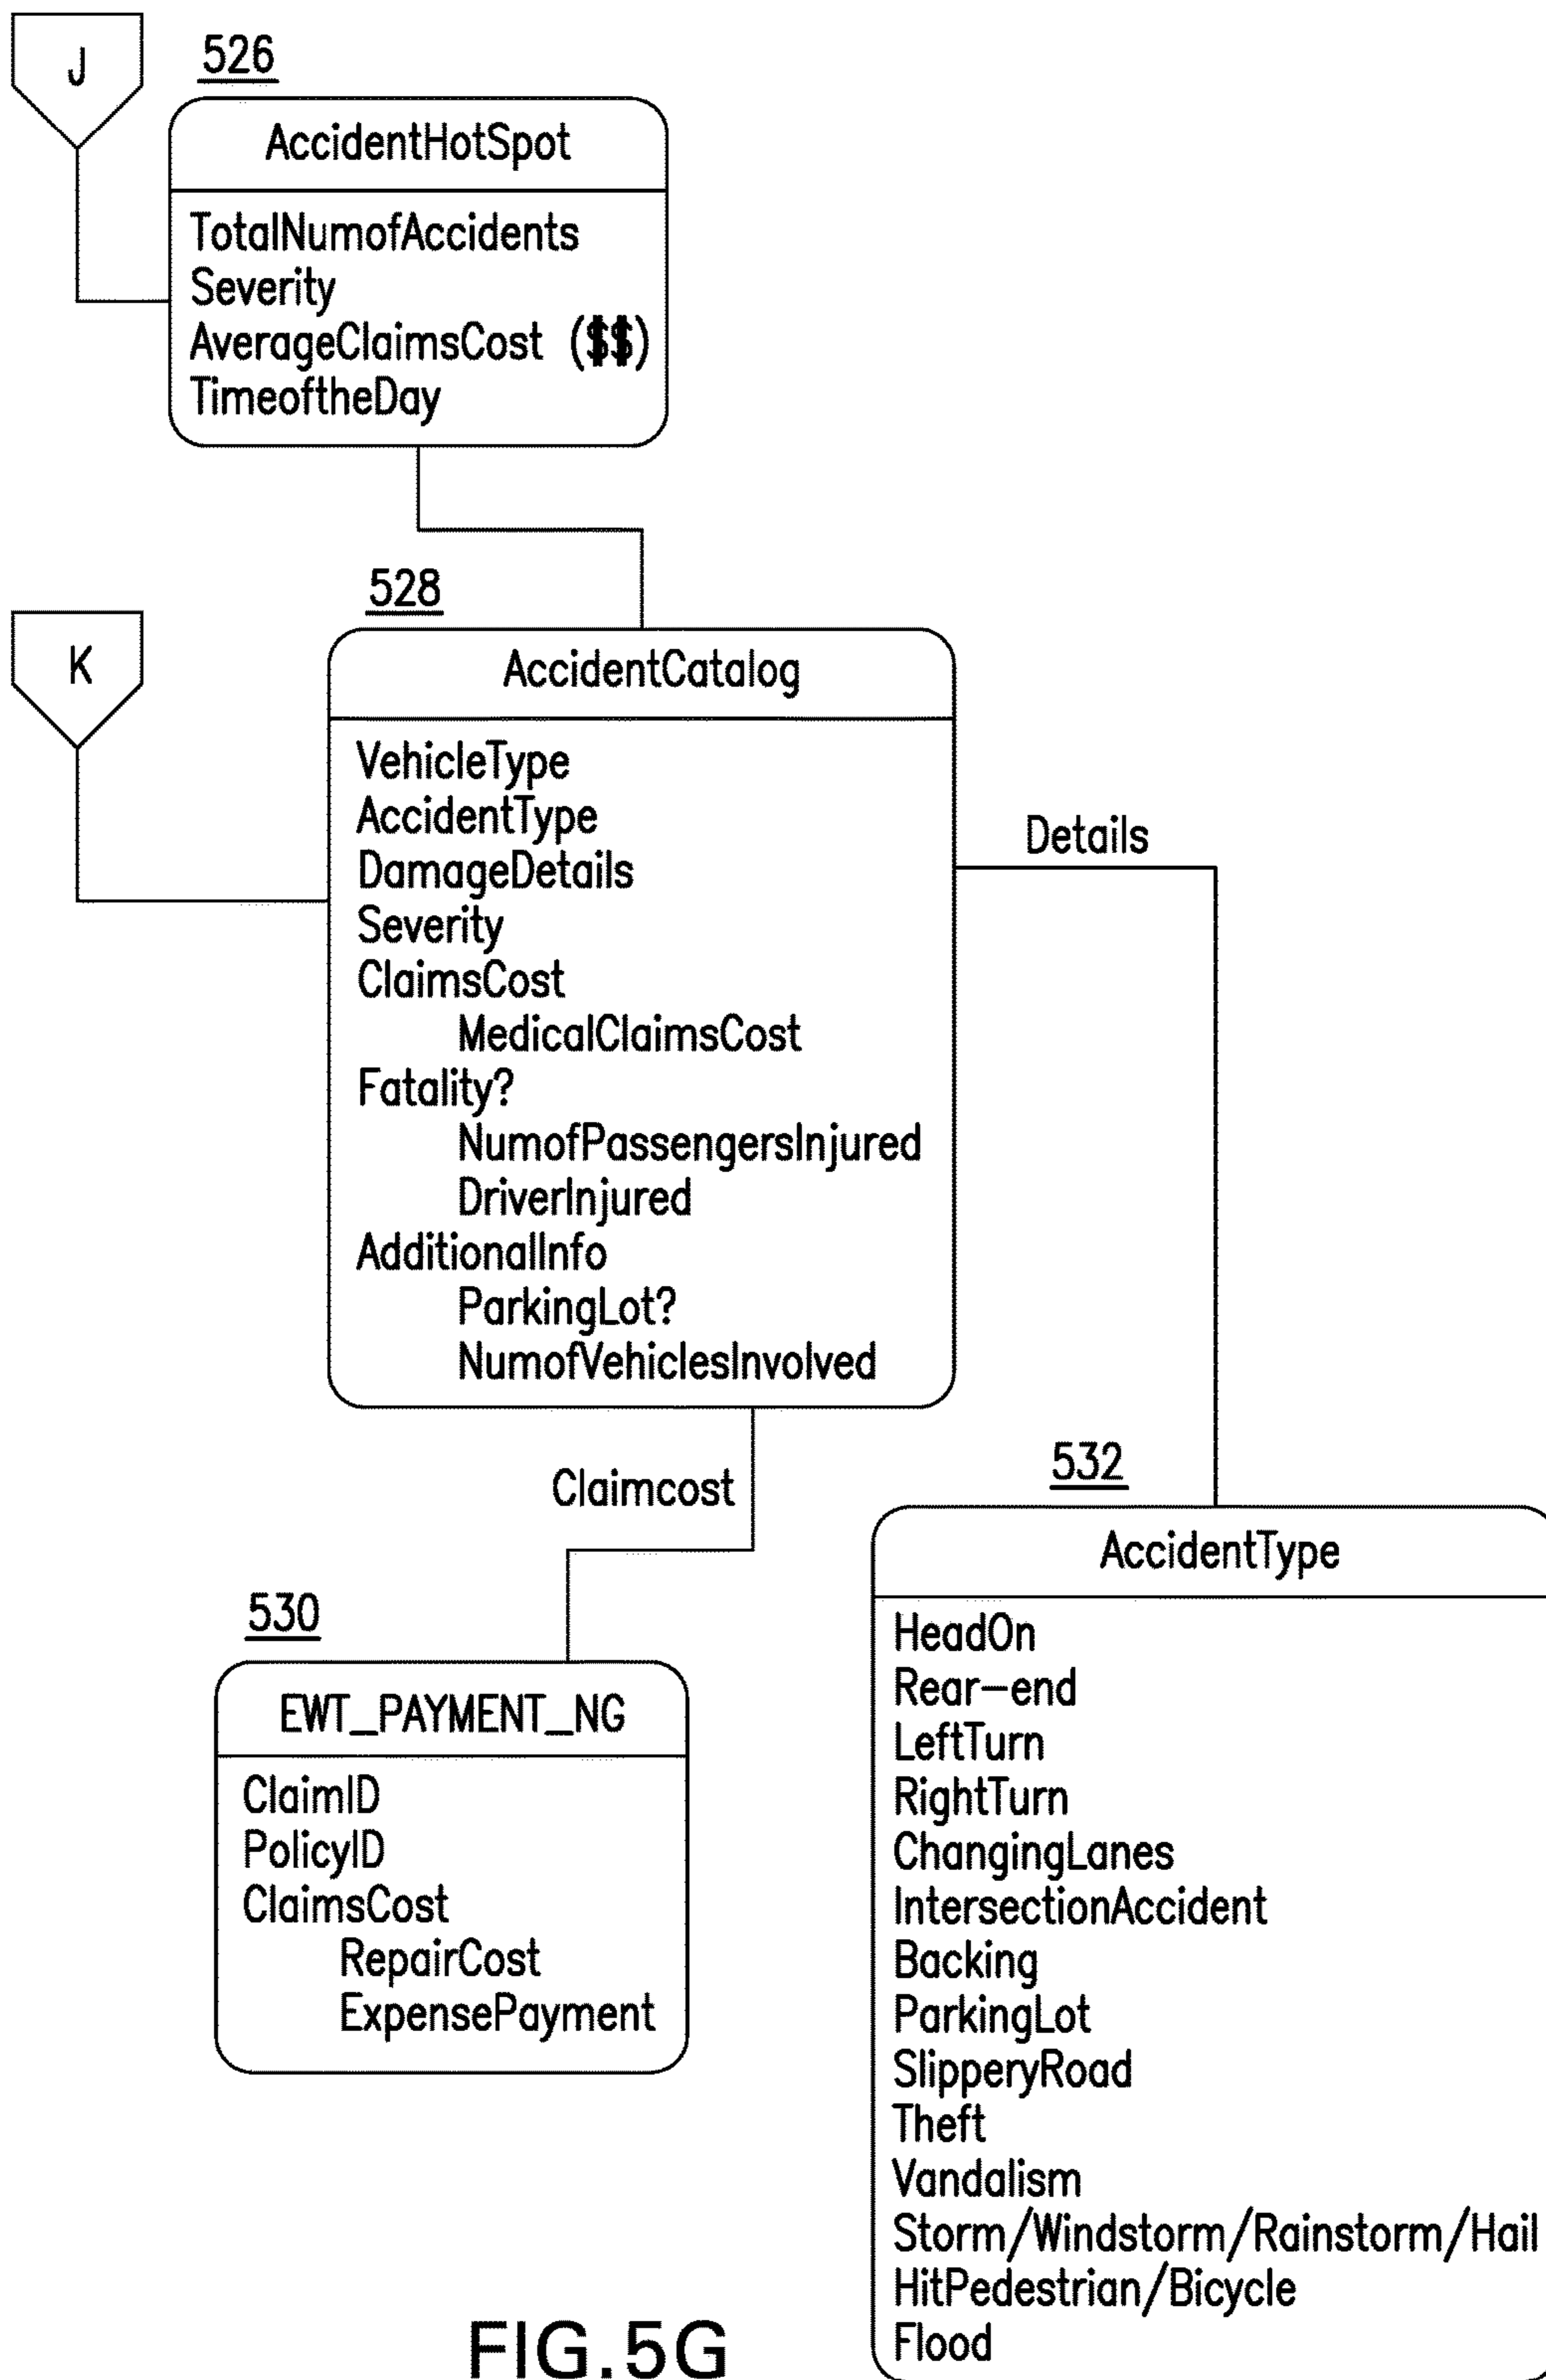 J
526
AccidentHotSpot
TotalNumofAccidents
Severity
AverageClaimsCost ($$)
TimeoftheDay
K
528
AccidentCatalog
VehicleType
AccidentType
DamageDetails
Severity
ClaimsCost
MedicalClaimsCost
Fatality?
NumofPassengersInjured
DriverInjured
AdditionalInfo
ParkingLot?
NumofVehiclesInvolved
Details
Claimcost
530
EWT_PAYMENT_NG
ClaimID
PolicyID
ClaimsCost
RepairCost
ExpensePayment
532
AccidentType
HeadOn
Rear-end
LeftTurn
RightTurn
ChangingLanes
IntersectionAccident
Backing
ParkingLot
SlipperyRoad
Theft
Vandalism
Storm/Windstorm/Rainstorm/Hail
HitPedestrian/Bicycle
Flood
FIG.5G